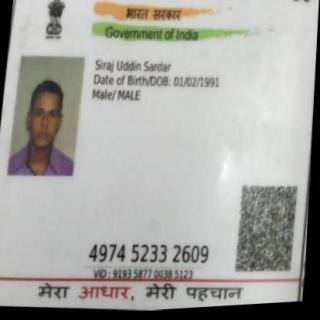 भारत सरकार
Government of India
Siraj Uddin Sardar
Date of Birth/DOB: 01/02/1991
Male/ MALE
4974 5233 2609
VID : 9193 5877 0038 5123
मेरा आधार, मेरी पहचान